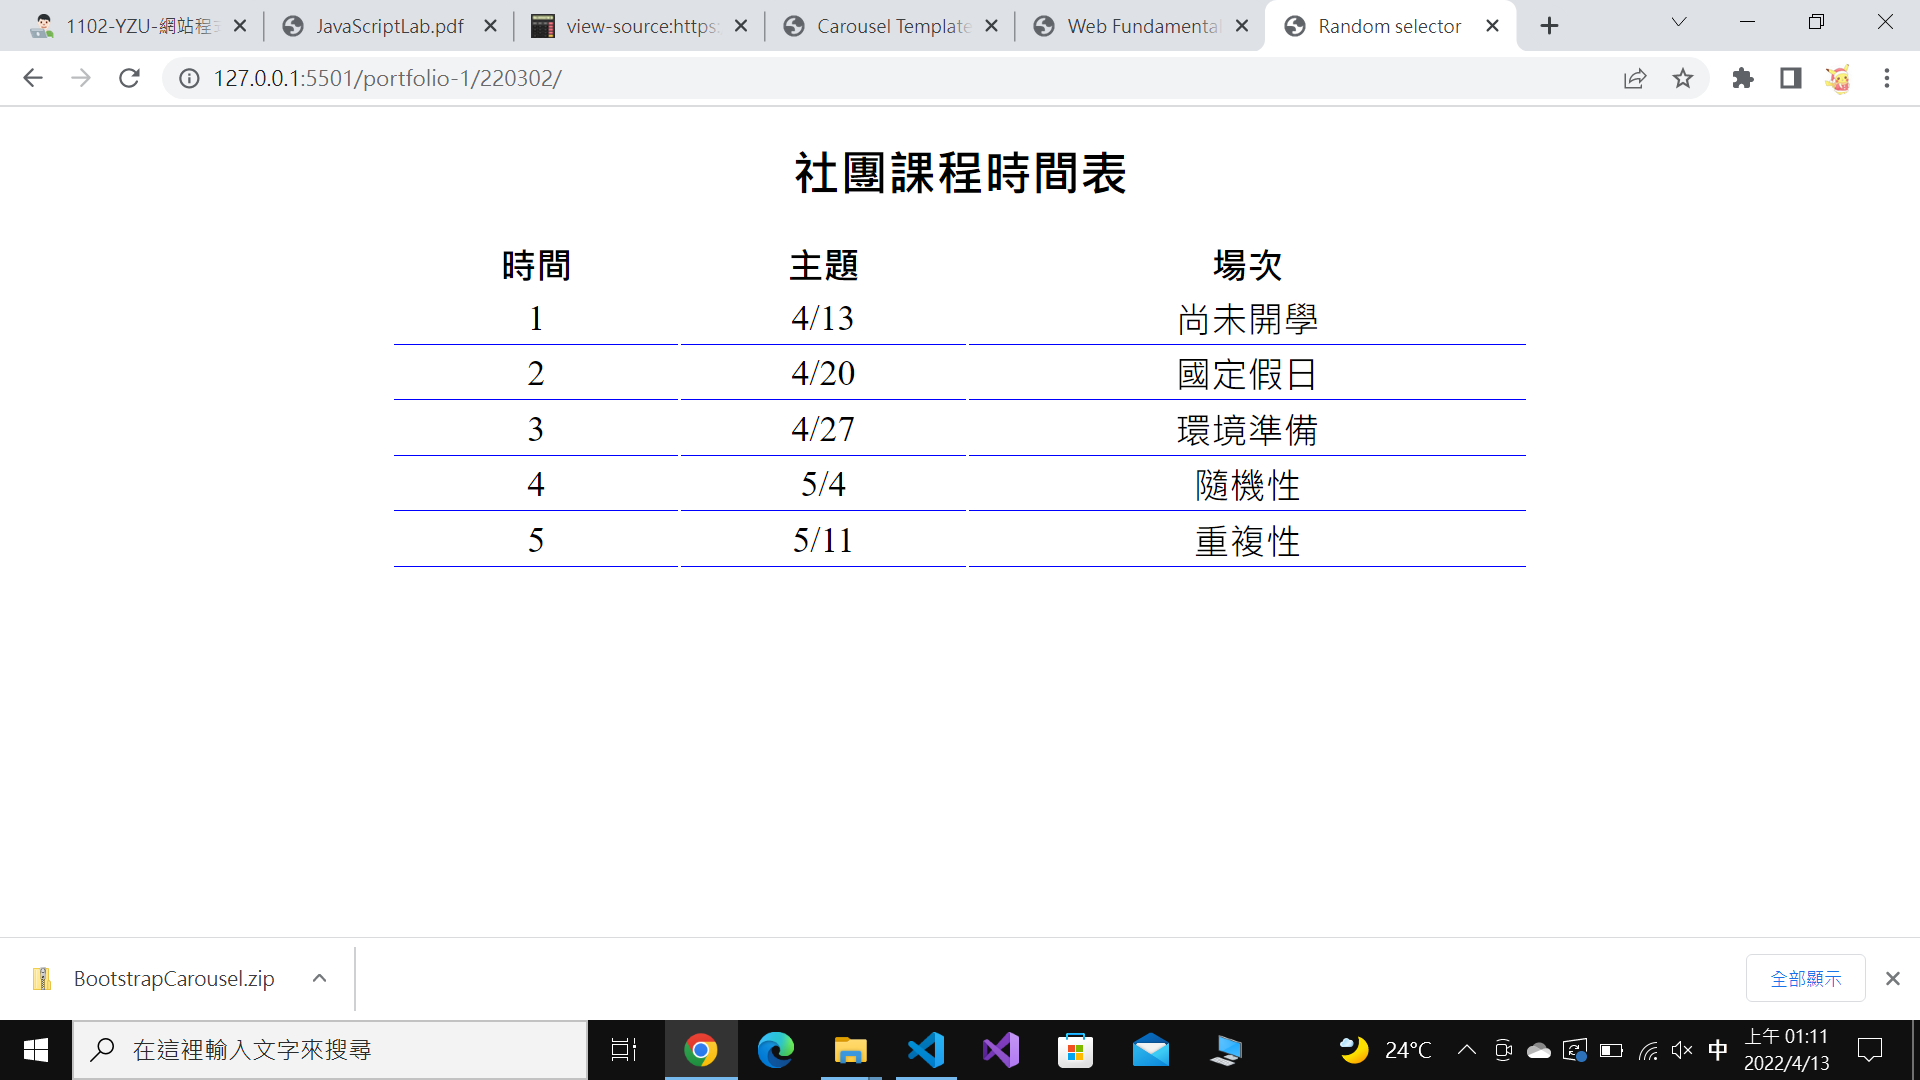 1102-YZU-網站程式
JavaScriptLab.pdf
view-source:https:
Carousel Template
Web Fundamental
Random selector
127.0.0.1:5501/portfolio-1/220302/
社團課程時間表
時間 主題 場次
1 4/13 尚未開學
2 4/20 國定假日
3 4/27 環境準備
4 5/4 隨機性
5 5/11 重複性
BootstrapCarousel.zip
全部顯示
在這裡輸入文字來搜尋
24°C
中
上午 01:11
2022/4/13